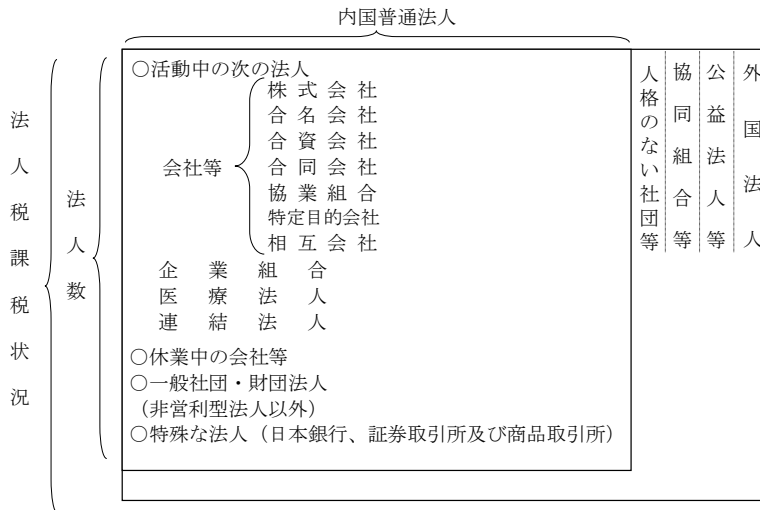 内国普通法人
法人税課税状況
法人数
○活動中の次の法人
会社等
株式会社
合名会社
合資会社
合同会社
協業組合
特定目的会社
相互会社
企業組合
医療法人
連結法人
○休業中の会社等
○一般社団・財団法人
（非営利型法人以外）
○特殊な法人（日本銀行、証券取引所及び商品取引所）
人格のない社団等
協同組合等
公益法人等
外国法人